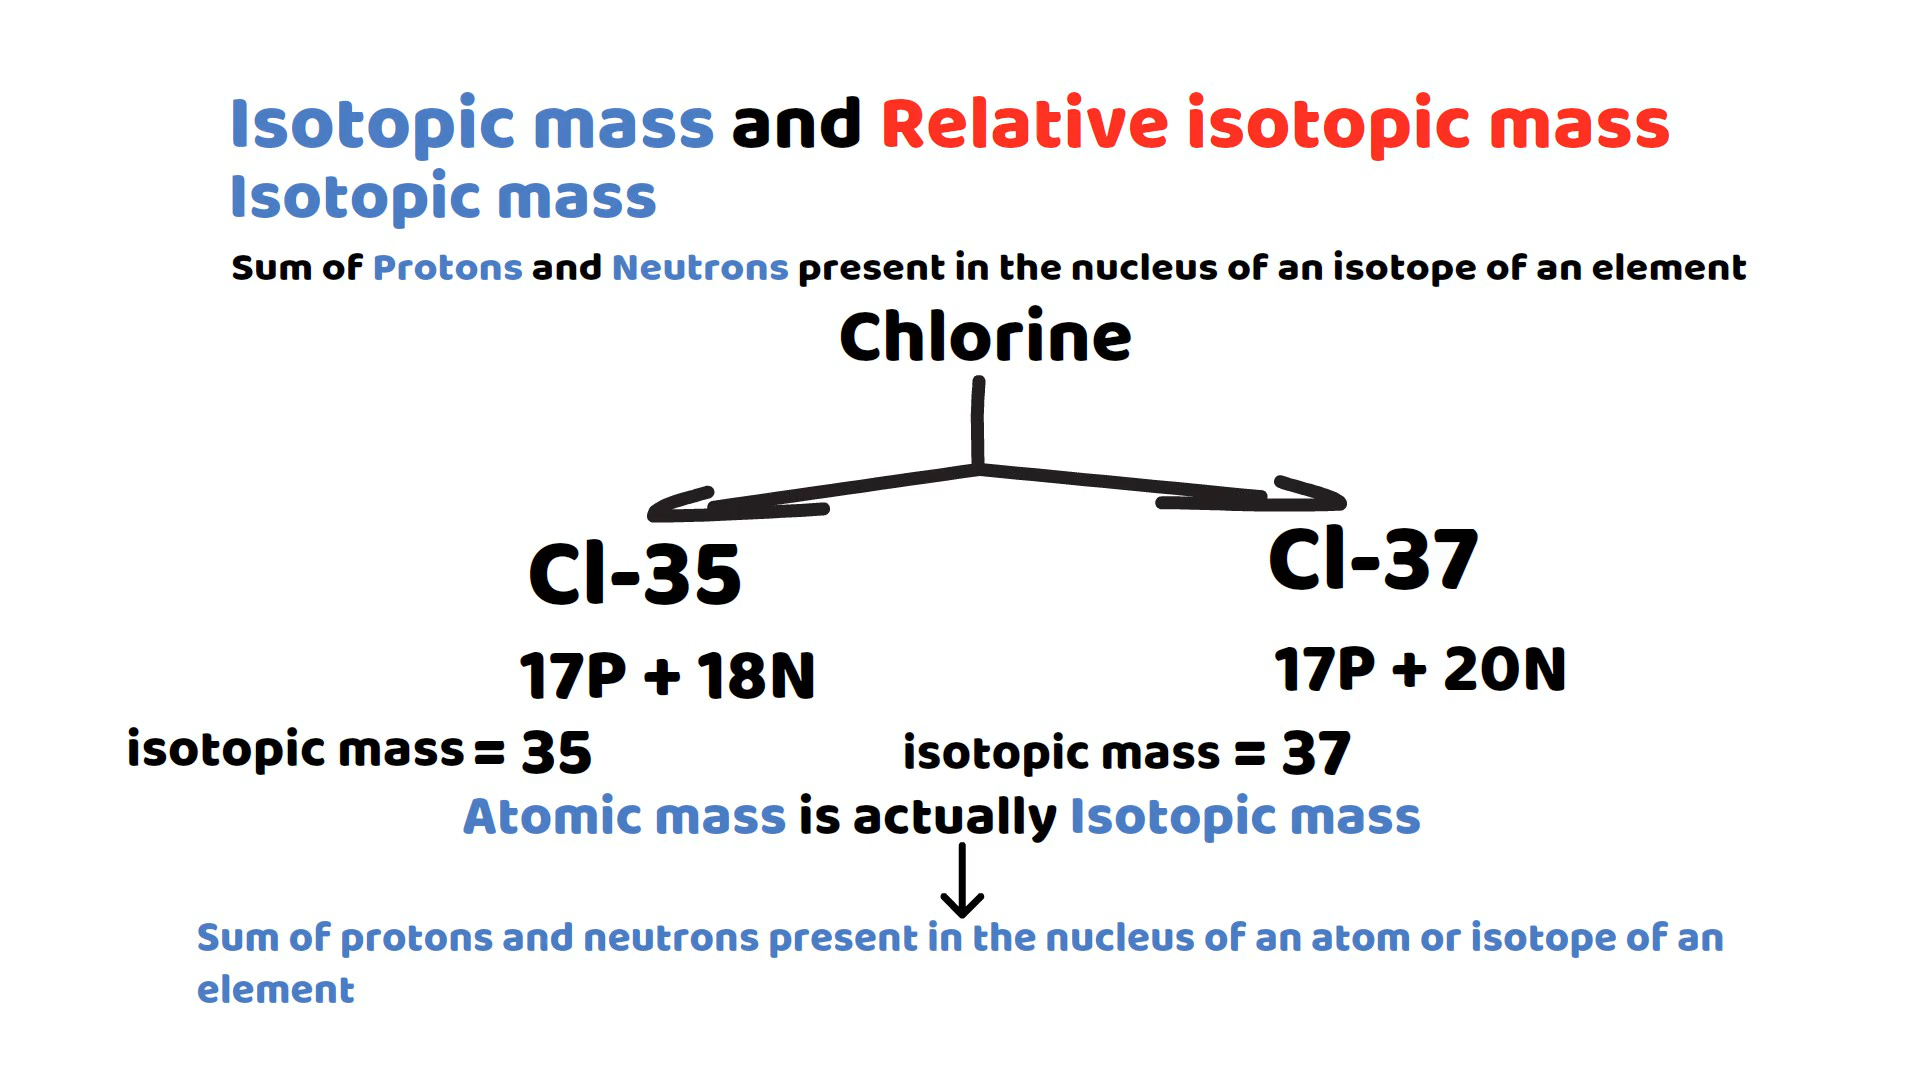 Isotopic mass and Relative isotopic mass
Isotopic mass
Sum of Protons and Neutrons present in the nucleus of an isotope of an element
Chlorine
Cl-35
Cl-37
17P + 18N
17P + 20N
isotopic mass = 35
isotopic mass = 37
Atomic mass is actually Isotopic mass
Sum of protons and neutrons present in the nucleus of an atom or isotope of an
element